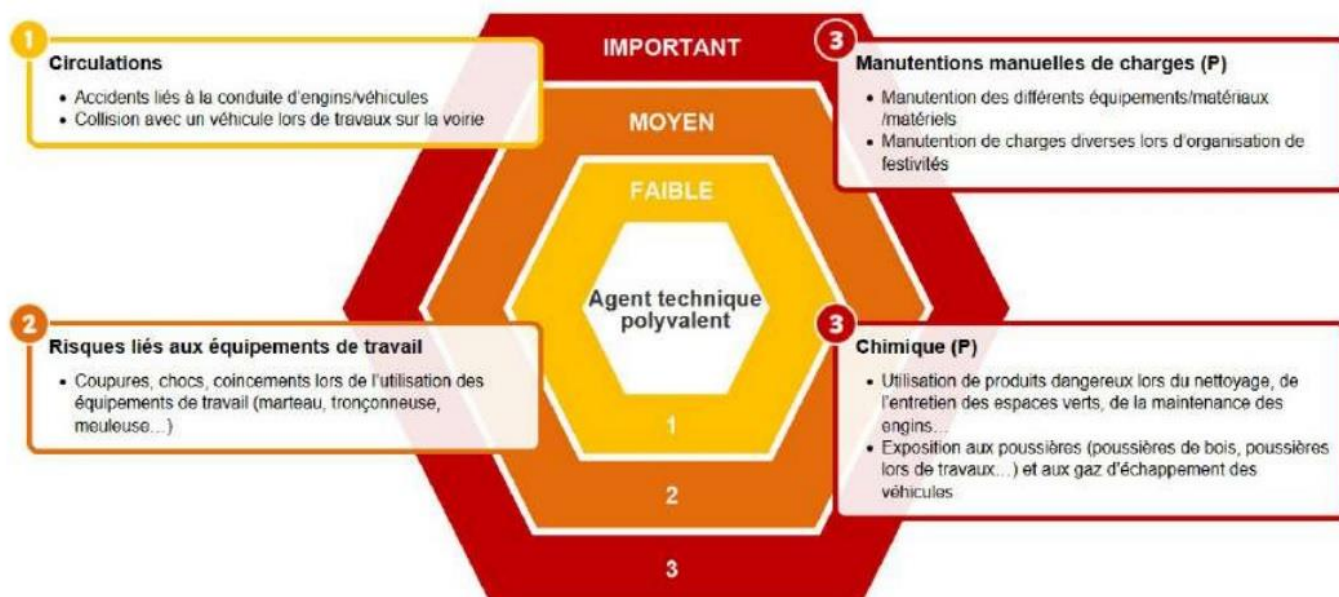 1
Circulations
• Accidents liés à la conduite d'engins/véhicules
• Collision avec un véhicule lors de travaux sur la voirie
2
Risques liés aux équipements de travail
• Coupures, chocs, coincements lors de l'utilisation des
équipements de travail (marteau, tronçonneuse,
meuleuse...)
IMPORTANT
MOYEN
FAIBLE
Agent technique
polyvalent
1
2
3
3
Manutentions manuelles de charges (P)
• Manutention des différents équipements/matériaux
/matériels
• Manutention de charges diverses lors d'organisation de
festivités
3
Chimique (P)
• Utilisation de produits dangereux lors du nettoyage, de
l'entretien des espaces verts, de la maintenance des
engins...
• Exposition aux poussières (poussières de bois, poussières
lors de travaux...) et aux gaz d'échappement des
véhicules